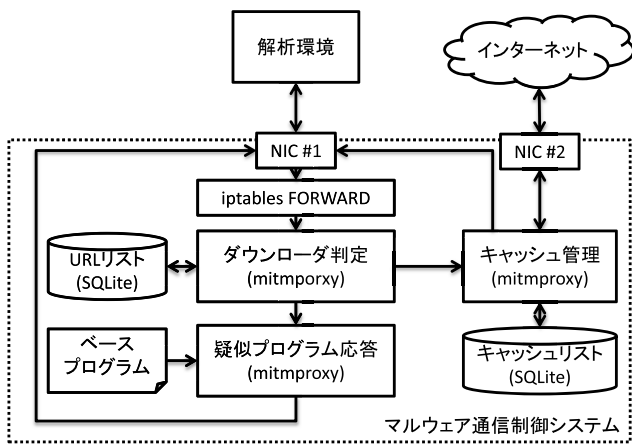 解析環境
インターネット
NIC #1
NIC #2
iptables FORWARD
URLリスト
(SQLite)
ダウンローダ判定
(mitmporxy)
キャッシュ管理
(mitmproxy)
ベース
プログラム
疑似プログラム応答
(mitmproxy)
キャッシュリスト
(SQLite)
マルウェア通信制御システム